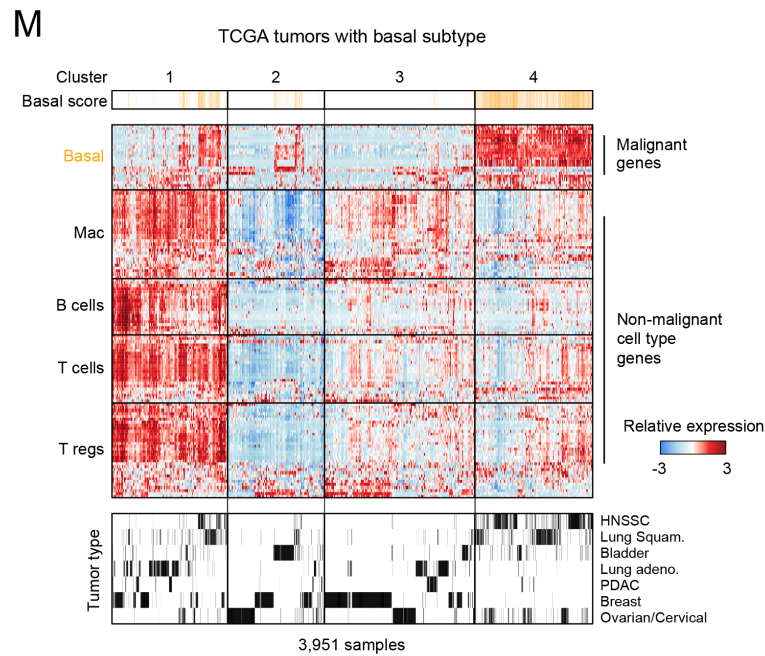 M
TCGA tumors with basal subtype
Cluster 1 2 3 4
Basal score
Basal
Malignant
genes
Mac
B cells
Non-malignant
cell type
genes
T cells
T regs
Relative expression
-3 3
Tumor type
HNSSC
Lung Squam.
Bladder
Lung adeno.
PDAC
Breast
Ovarian/Cervical
3,951 samples